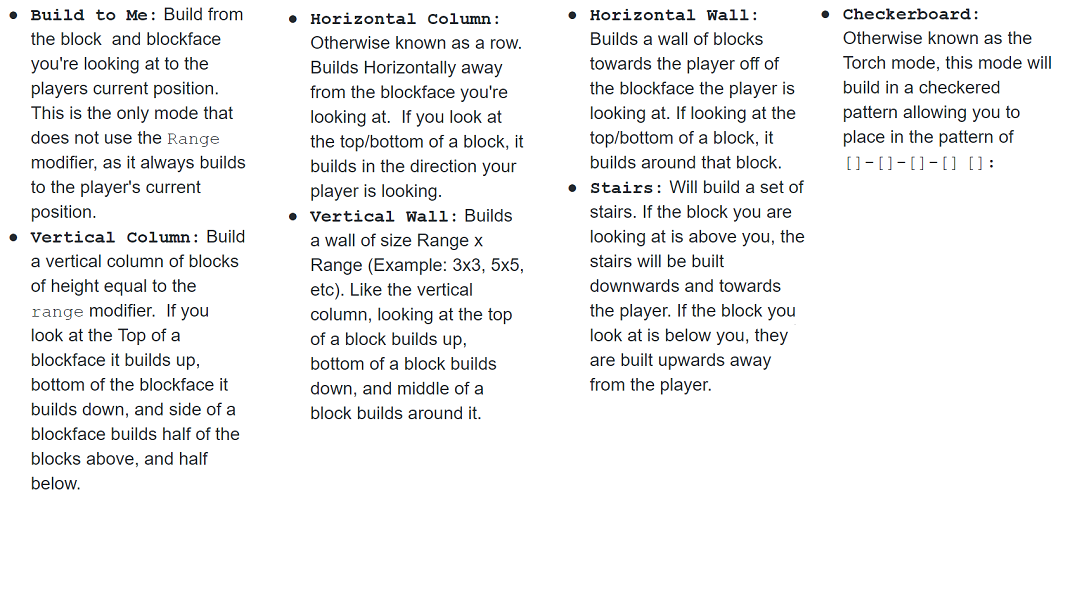 ● Build to Me: Build from
the block  and blockface
you're looking at to the
players current position.
This is the only mode that
does not use the Range
modifier, as it always builds
to the player's current
position.
● Vertical Column: Build
a vertical column of blocks
of height equal to the
range modifier.  If you
look at the Top of a
blockface it builds up,
bottom of the blockface it
builds down, and side of a
blockface builds half of the
blocks above, and half
below.
● Horizontal Column:
Otherwise known as a row.
Builds Horizontally away
from the blockface you're
looking at.  If you look at
the top/bottom of a block, it
builds in the direction your
player is looking.
● Vertical Wall: Builds
a wall of size Range x
Range (Example: 3x3, 5x5,
etc). Like the vertical
column, looking at the top
of a block builds up,
bottom of a block builds
down, and middle of a
block builds around it.
● Horizontal Wall:
Builds a wall of blocks
towards the player off of
the blockface the player is
looking at. If looking at the
top/bottom of a block, it
builds around that block.
● Stairs: Will build a set of
stairs. If the block you are
looking at is above you, the
stairs will be built
downwards and towards
the player. If the block you
look at is below you, they
are built upwards away
from the player.
● Checkerboard:
Otherwise known as the
Torch mode, this mode will
build in a checkered
pattern allowing you to
place in the pattern of
[]-[]-[]-[] []: